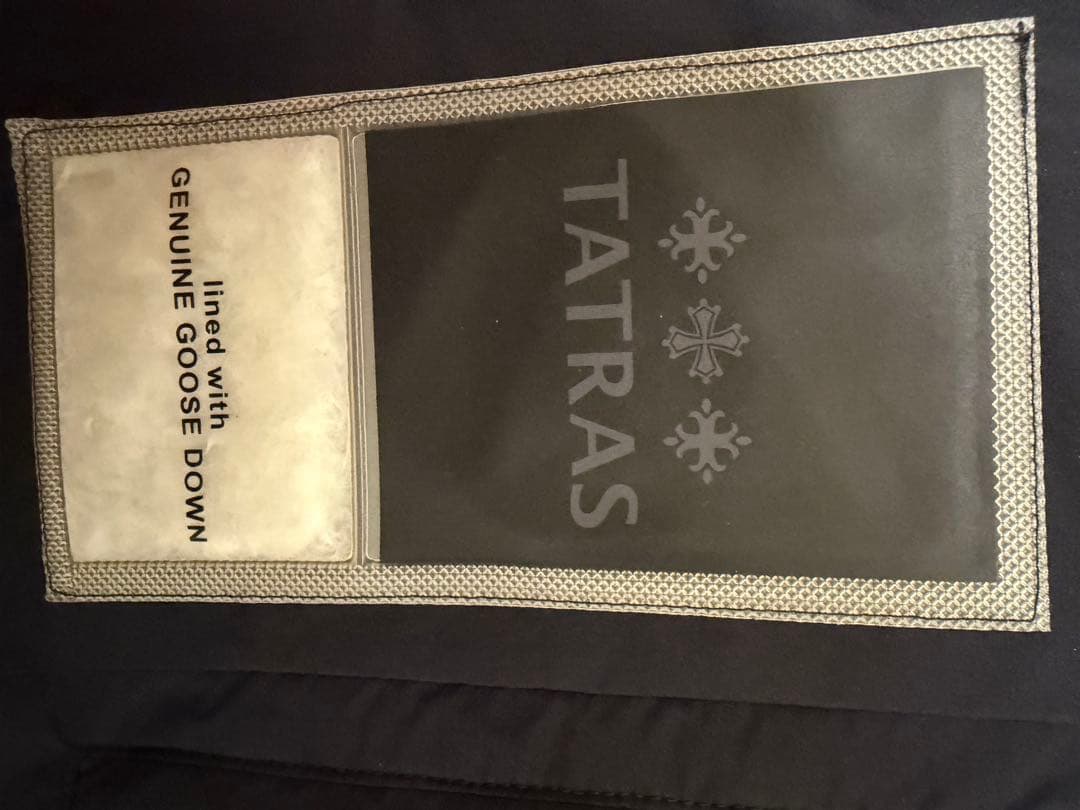 TATRAS
lined with
GENUINE GOOSE DOWN